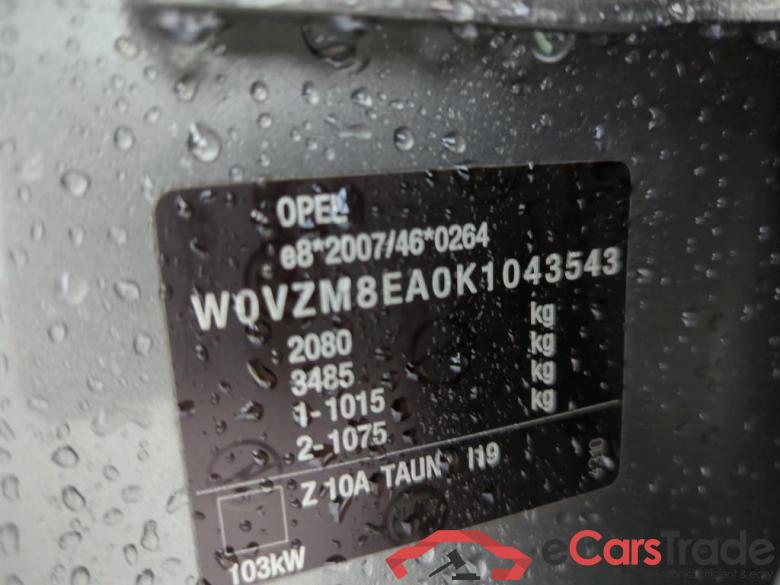 OPEL
e8*2007/46*0264
W0VZM8EA0K1043543
2080 kg
3485 kg
1-1015 kg
2-1075 kg
Z 10A TAUN I19
103kW
eCarsTrade